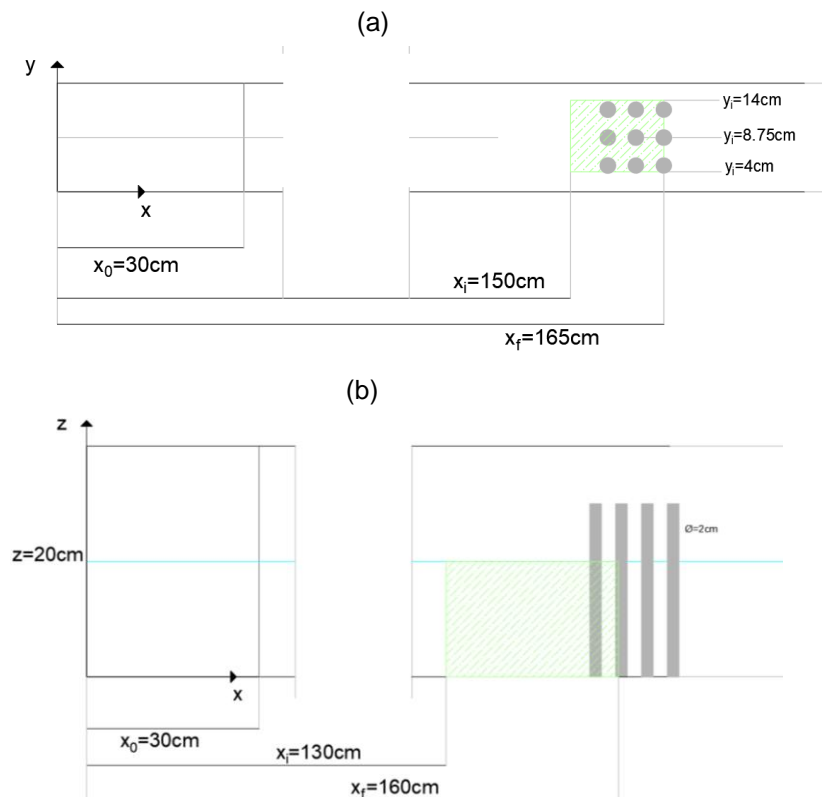 (a)
y
yᵢ=14cm
yᵢ=8.75cm
yᵢ=4cm
x
x₀=30cm
xᵢ=150cm
x_f=165cm
(b)
z
Ø=2cm
z=20cm
x
x₀=30cm
xᵢ=130cm
x_f=160cm